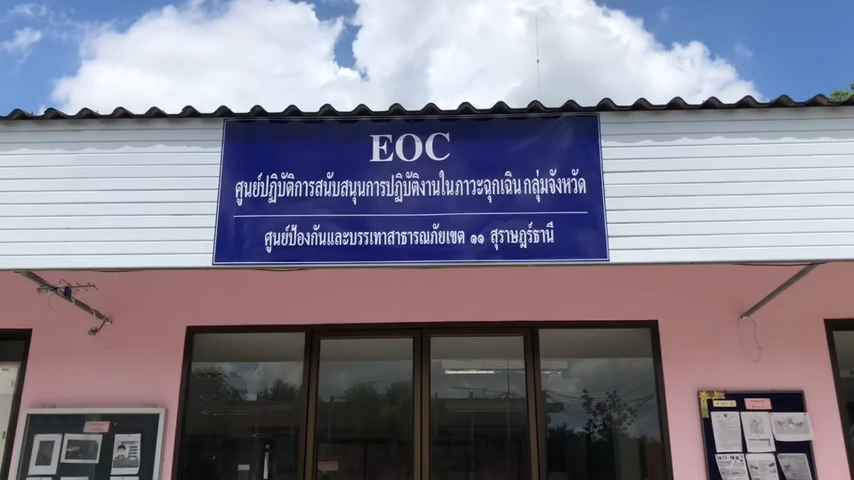 EOC
ศูนย์ปฏิบัติการสนับสนุนการปฏิบัติงานในภาวะฉุกเฉิน กลุ่มจังหวัด
ศูนย์ป้องกันและบรรเทาสาธารณภัยเขต ๑๑ สุราษฎร์ธานี